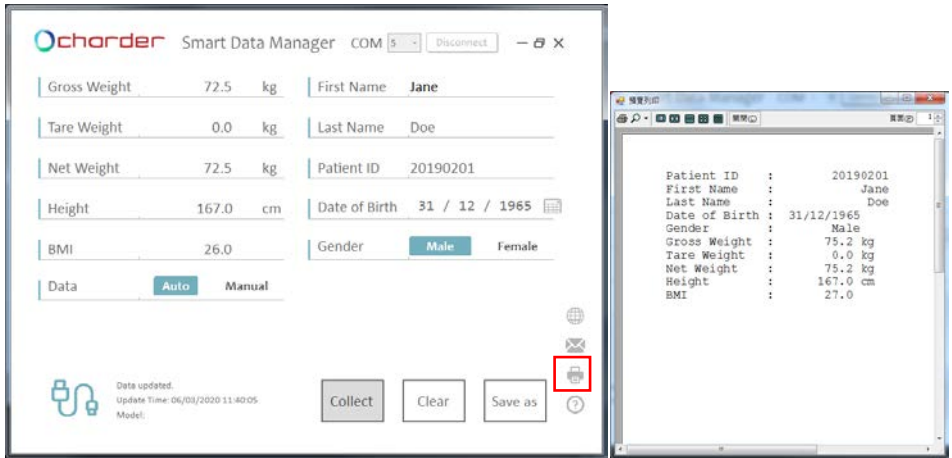 charder Smart Data Manager COM 5 Disconnect
Gross Weight 72.5 kg
Tare Weight 0.0 kg
Net Weight 72.5 kg
Height 167.0 cm
BMI 26.0
Data Auto Manual
First Name Jane
Last Name Doe
Patient ID 20190201
Date of Birth 31 / 12 / 1965
Gender Male Female
Data updated.
Update Time: 06/03/2020 11:40:05
Model:
Collect Clear Save as
預覽列印
關閉(C) 頁面(P) 1
Patient ID : 20190201
First Name : Jane
Last Name : Doe
Date of Birth : 31/12/1965
Gender : Male
Gross Weight : 75.2 kg
Tare Weight : 0.0 kg
Net Weight : 75.2 kg
Height : 167.0 cm
BMI : 27.0